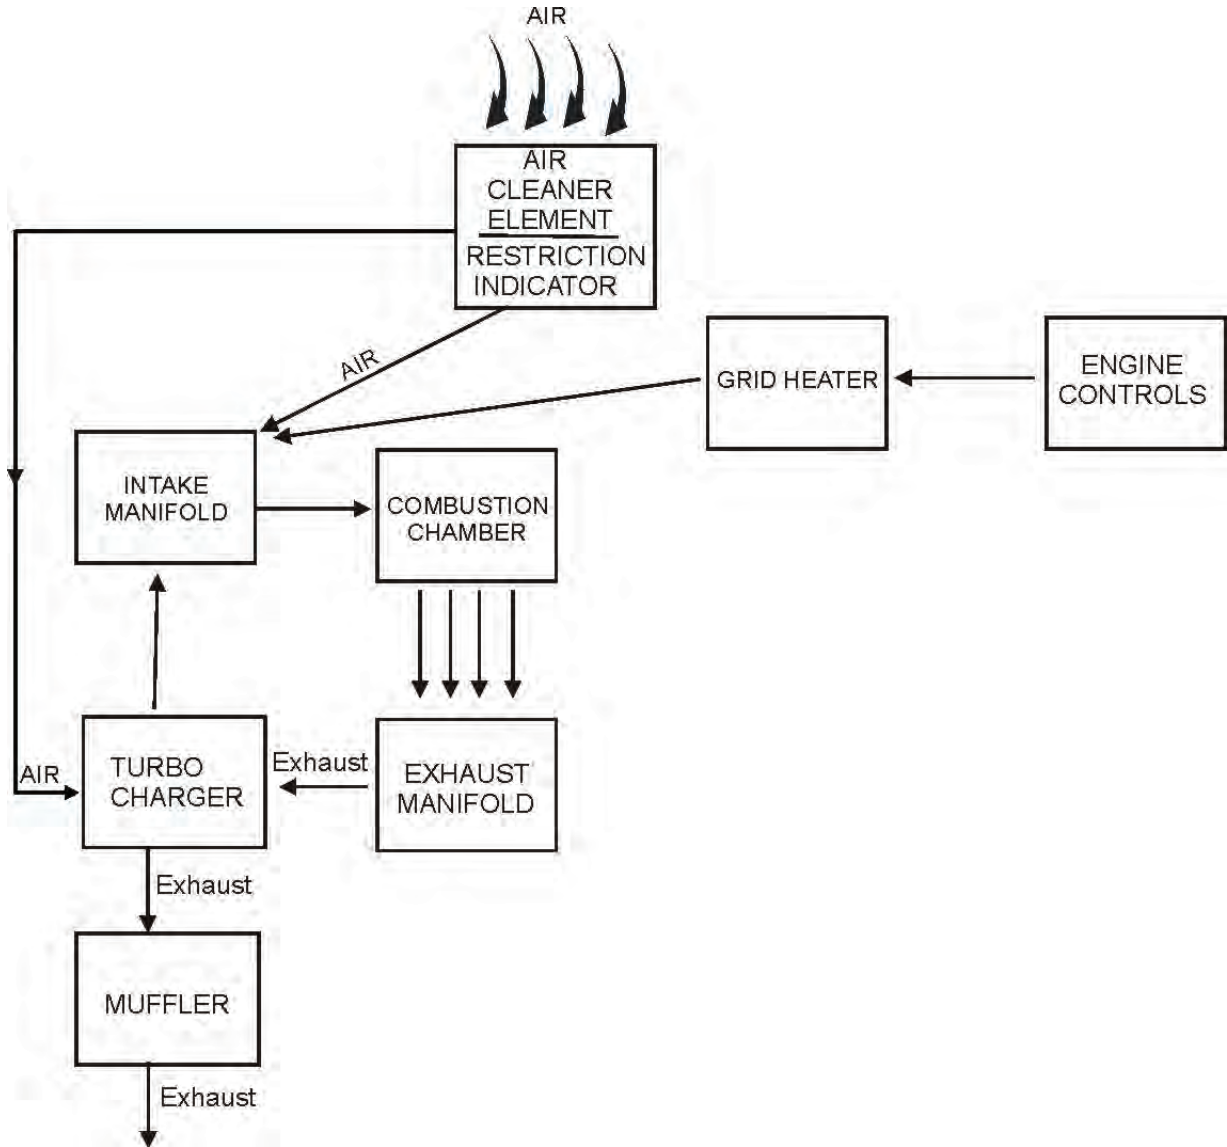 AIR
AIR
CLEANER
ELEMENT
RESTRICTION
INDICATOR
AIR
GRID HEATER
ENGINE
CONTROLS
INTAKE
MANIFOLD
COMBUSTION
CHAMBER
AIR
TURBO
CHARGER
Exhaust
EXHAUST
MANIFOLD
Exhaust
MUFFLER
Exhaust